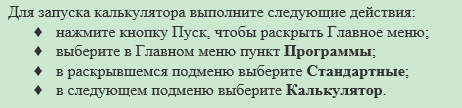 Для запуска калькулятора выполните следующие действия:
♦ нажмите кнопку Пуск, чтобы раскрыть Главное меню;
♦ выберите в Главном меню пункт Программы;
♦ в раскрывшемся подменю выберите Стандартные;
♦ в следующем подменю выберите Калькулятор.